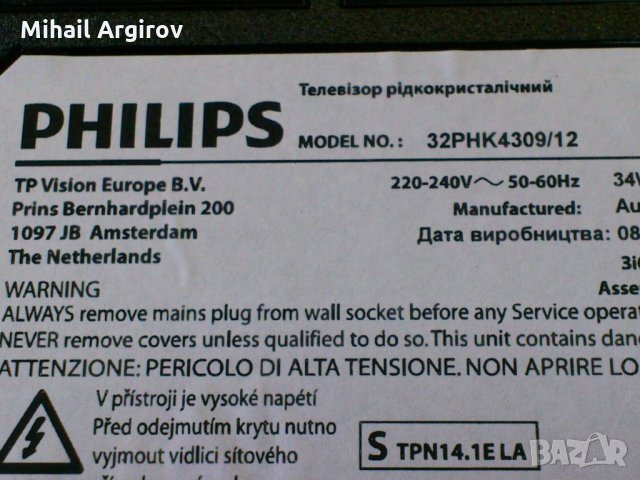 Mihail Argirov
Телевізор рідкокристалічний
PHILIPS
MODEL NO.: 32PHK4309/12
TP Vision Europe B.V.
220-240V~ 50-60Hz
Prins Bernhardplein 200
Manufactured:
1097 JB Amsterdam
Дата виробництва: 08
The Netherlands
WARNING
ALWAYS remove mains plug from wall socket before any Service
NEVER remove covers unless qualified to do so. This unit contains
ATTENZIONE: PERICOLO DI ALTA TENSIONE. NON APRIRE
V přístroji je vysoké napětí
Před odejmutím krytu nutno
vyjmout vidlici síťového
S TPN14.1E LA
BAZAR